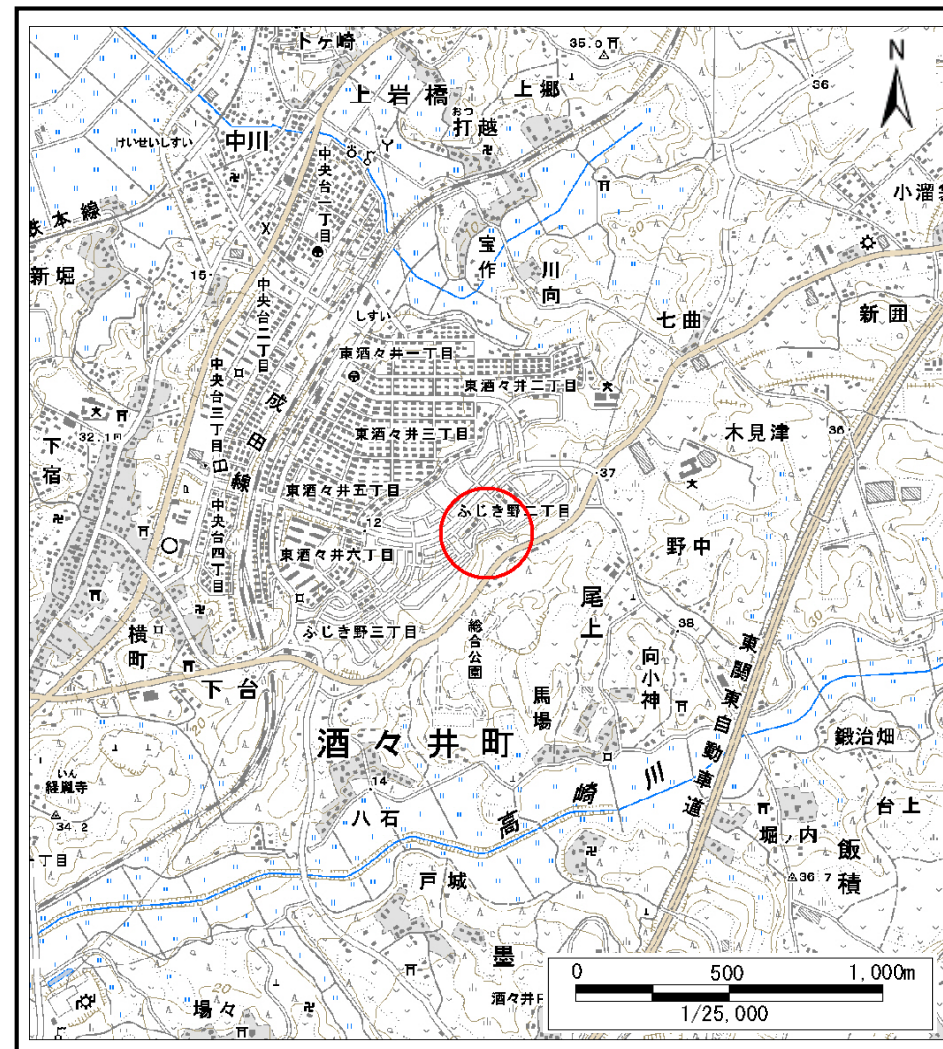 トヶ崎
35.0
N
上岩橋
上郷
36
おつ
打越
けいせいしすい
中川
中央台一丁目
小溜
鉄本線
宝作
川向
新堀
15
中央台二丁目
しすい
七曲
新囲
東酒々井一丁目
東酒々井二丁目
中央台三丁目
成田線
東酒々井三丁目
木見津
36
下宿
32.1
37
東酒々井五丁目
ふじき野二丁目
12
中央台四丁目
東酒々井六丁目
野中
尾上
横町
ふじき野三丁目
総合公園
38
向小神
東関東自動車道
下台
馬場
酒々井町
鍛治畑
いん
経胤寺
14
高崎川
34.2
八石
台上
堀ノ内
飯積
丁目
36.7
戸城
墨
酒々井
場々
0 500 1,000m
1/25,000